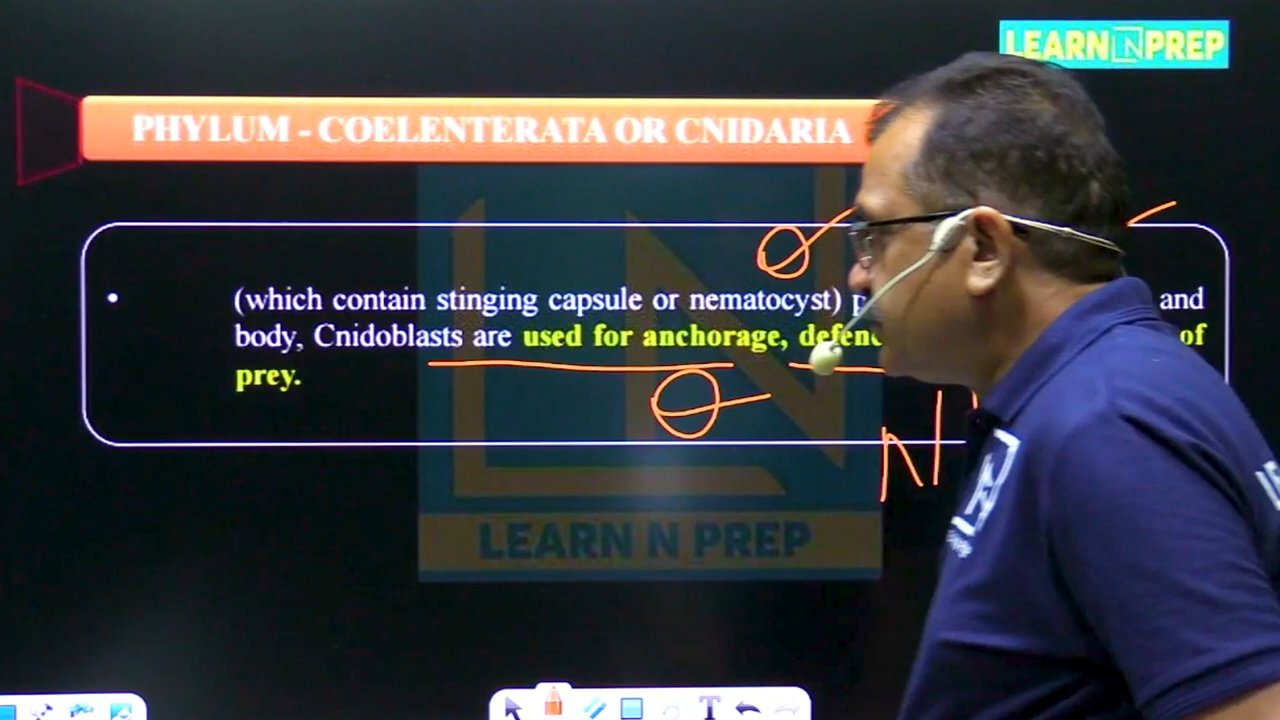 LEARN N PREP
PHYLUM - COELENTERATA OR CNIDARIA
(which contain stinging capsule or nematocyst) and
body, Cnidoblasts are used for anchorage, of
prey.
N
LEARN N PREP
T